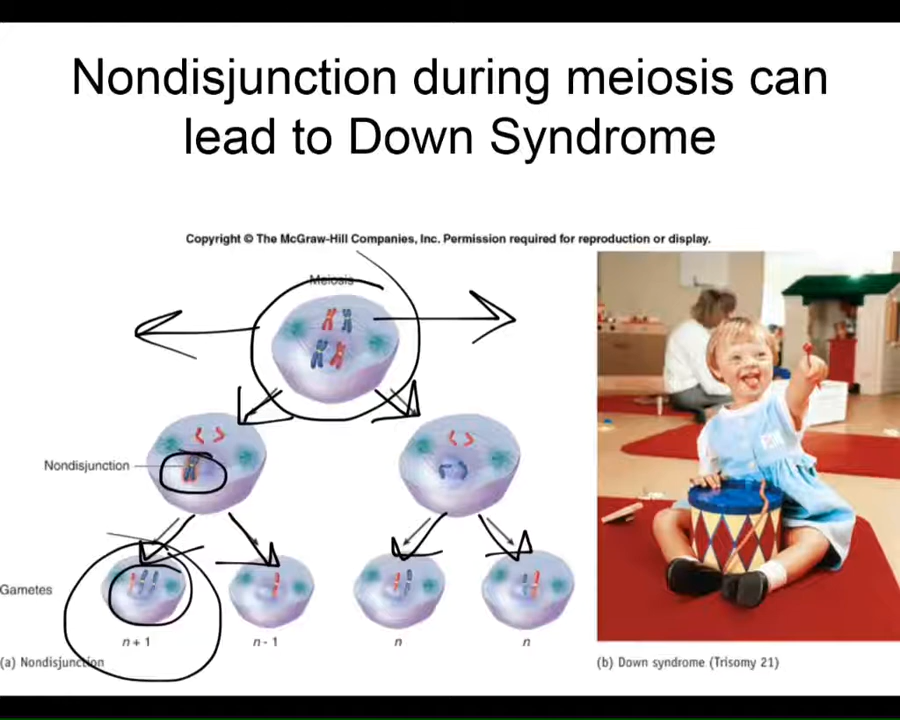 Nondisjunction during meiosis can
lead to Down Syndrome
Copyright © The McGraw-Hill Companies, Inc. Permission required for reproduction or display.
Meiosis
Nondisjunction
Gametes
n + 1
n - 1
n
n
(a) Nondisjunction
(b) Down syndrome (Trisomy 21)